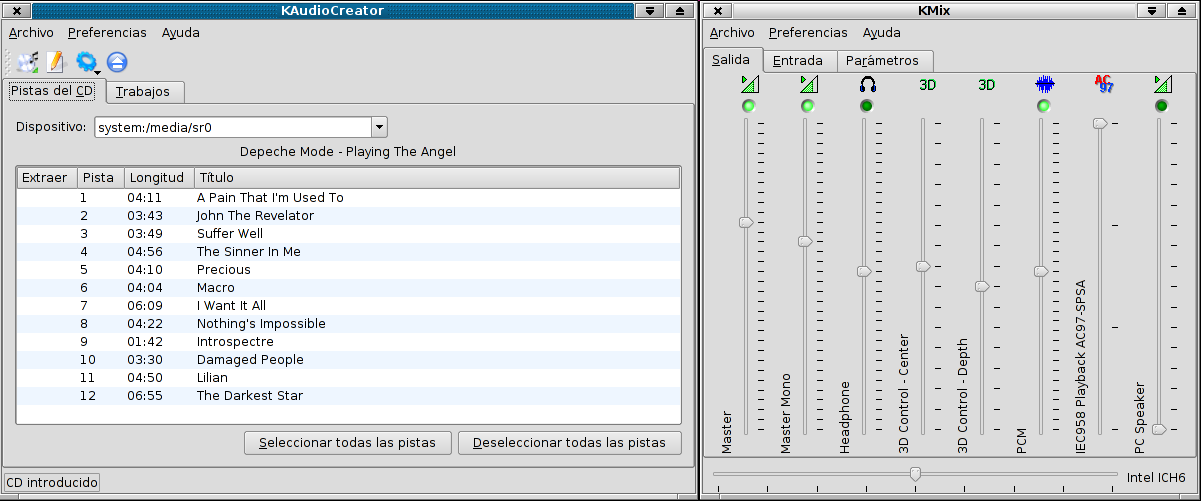 KAudioCreator
Archivo Preferencias Ayuda
Pistas del CD Trabajos
Dispositivo: system:/media/sr0
Depeche Mode - Playing The Angel
Extraer Pista Longitud Título
1 04:11 A Pain That I'm Used To
2 03:43 John The Revelator
3 03:49 Suffer Well
4 04:56 The Sinner In Me
5 04:10 Precious
6 04:04 Macro
7 06:09 I Want It All
8 04:22 Nothing's Impossible
9 01:42 Introspectre
10 03:30 Damaged People
11 04:50 Lilian
12 06:55 The Darkest Star
Seleccionar todas las pistas Deseleccionar todas las pistas
CD introducido
KMix
Archivo Preferencias Ayuda
Salida Entrada Parámetros
3D 3D AC 97
Master
Master Mono
Headphone
3D Control - Center
3D Control - Depth
PCM
IEC958 Playback AC97-SPSA
PC Speaker
Intel ICH6